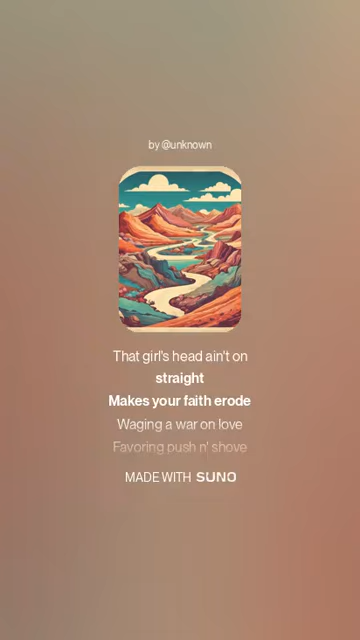 by @unknown
That girl's head ain't on
straight
Makes your faith erode
Waging a war on love
Favoring push n' shove
MADE WITH SUNO